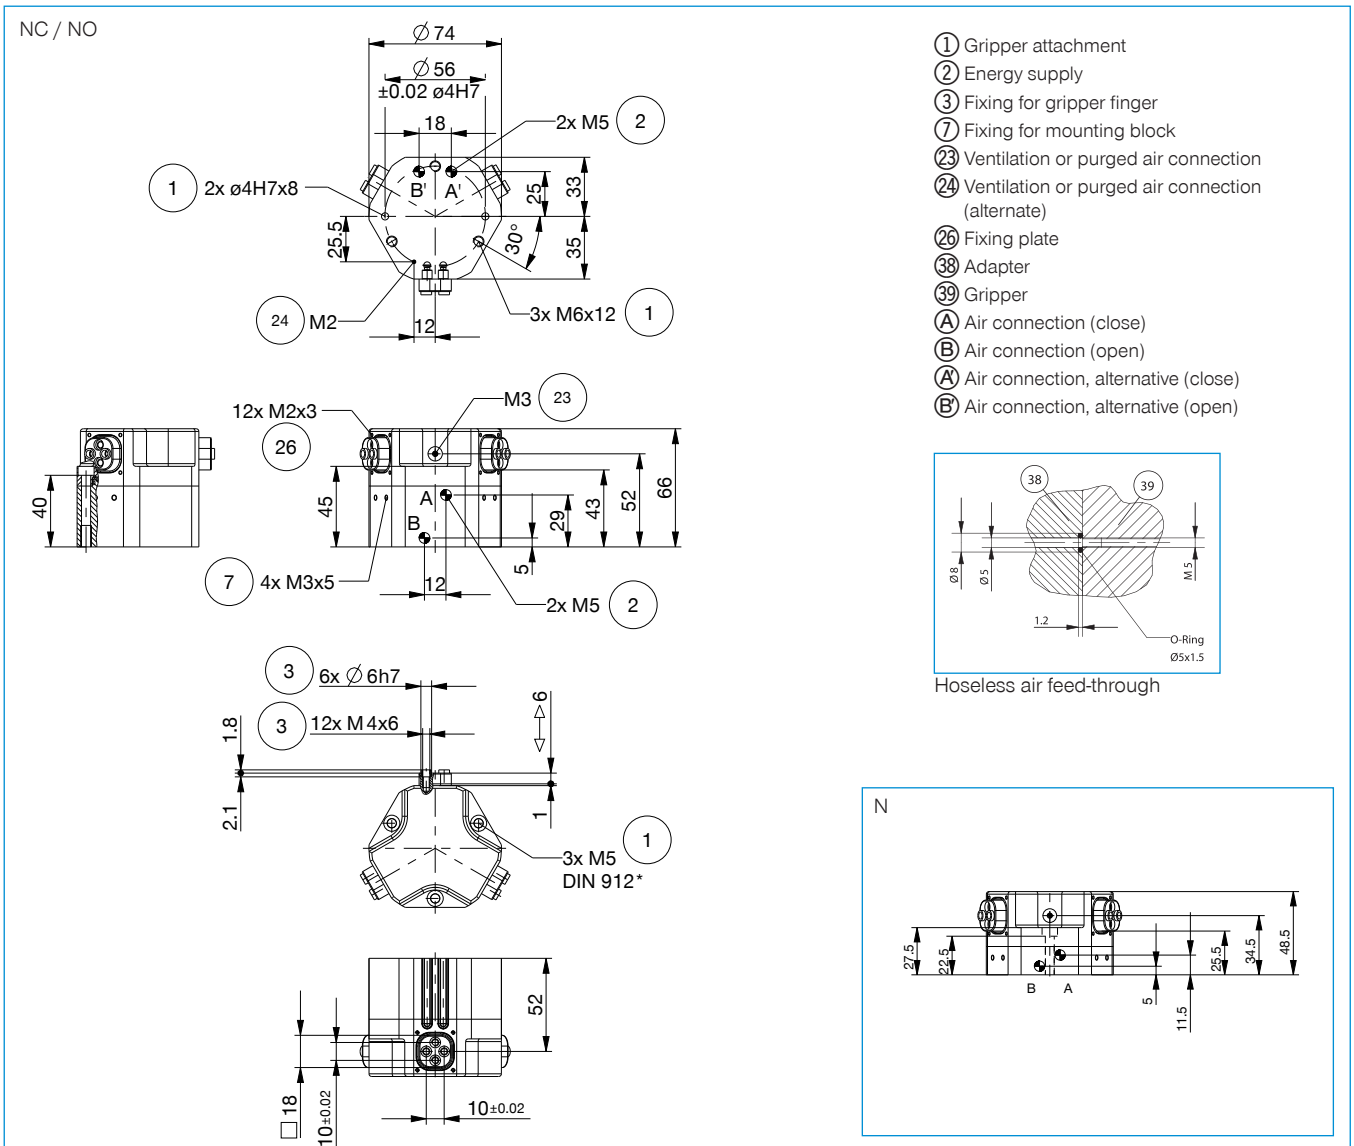 NC / NO
∅ 74
∅ 56
±0.02 ø4H7
18
2x M5 2
1 2x ø4H7x8
B' A'
25
33
25.5
30°
35
24 M2
12
3x M6x12 1
12x M2x3
26
M3 23
40
45
A
B
29
43
52
66
5
7 4x M3x5
12
2x M5 2
3 6x ∅ 6h7
3 12x M 4x6
1.8
2.1
6
1
1
3x M5
DIN 912*
52
□ 18
10±0.02
10±0.02
1 Gripper attachment
2 Energy supply
3 Fixing for gripper finger
7 Fixing for mounting block
23 Ventilation or purged air connection
24 Ventilation or purged air connection
(alternate)
26 Fixing plate
38 Adapter
39 Gripper
A Air connection (close)
B Air connection (open)
A' Air connection, alternative (close)
B' Air connection, alternative (open)
38
39
Ø 8
Ø 5
M 5
1.2
O-Ring
Ø5x1.5
Hoseless air feed-through
N
27.5
22.5
B A
5
11.5
25.5
34.5
48.5